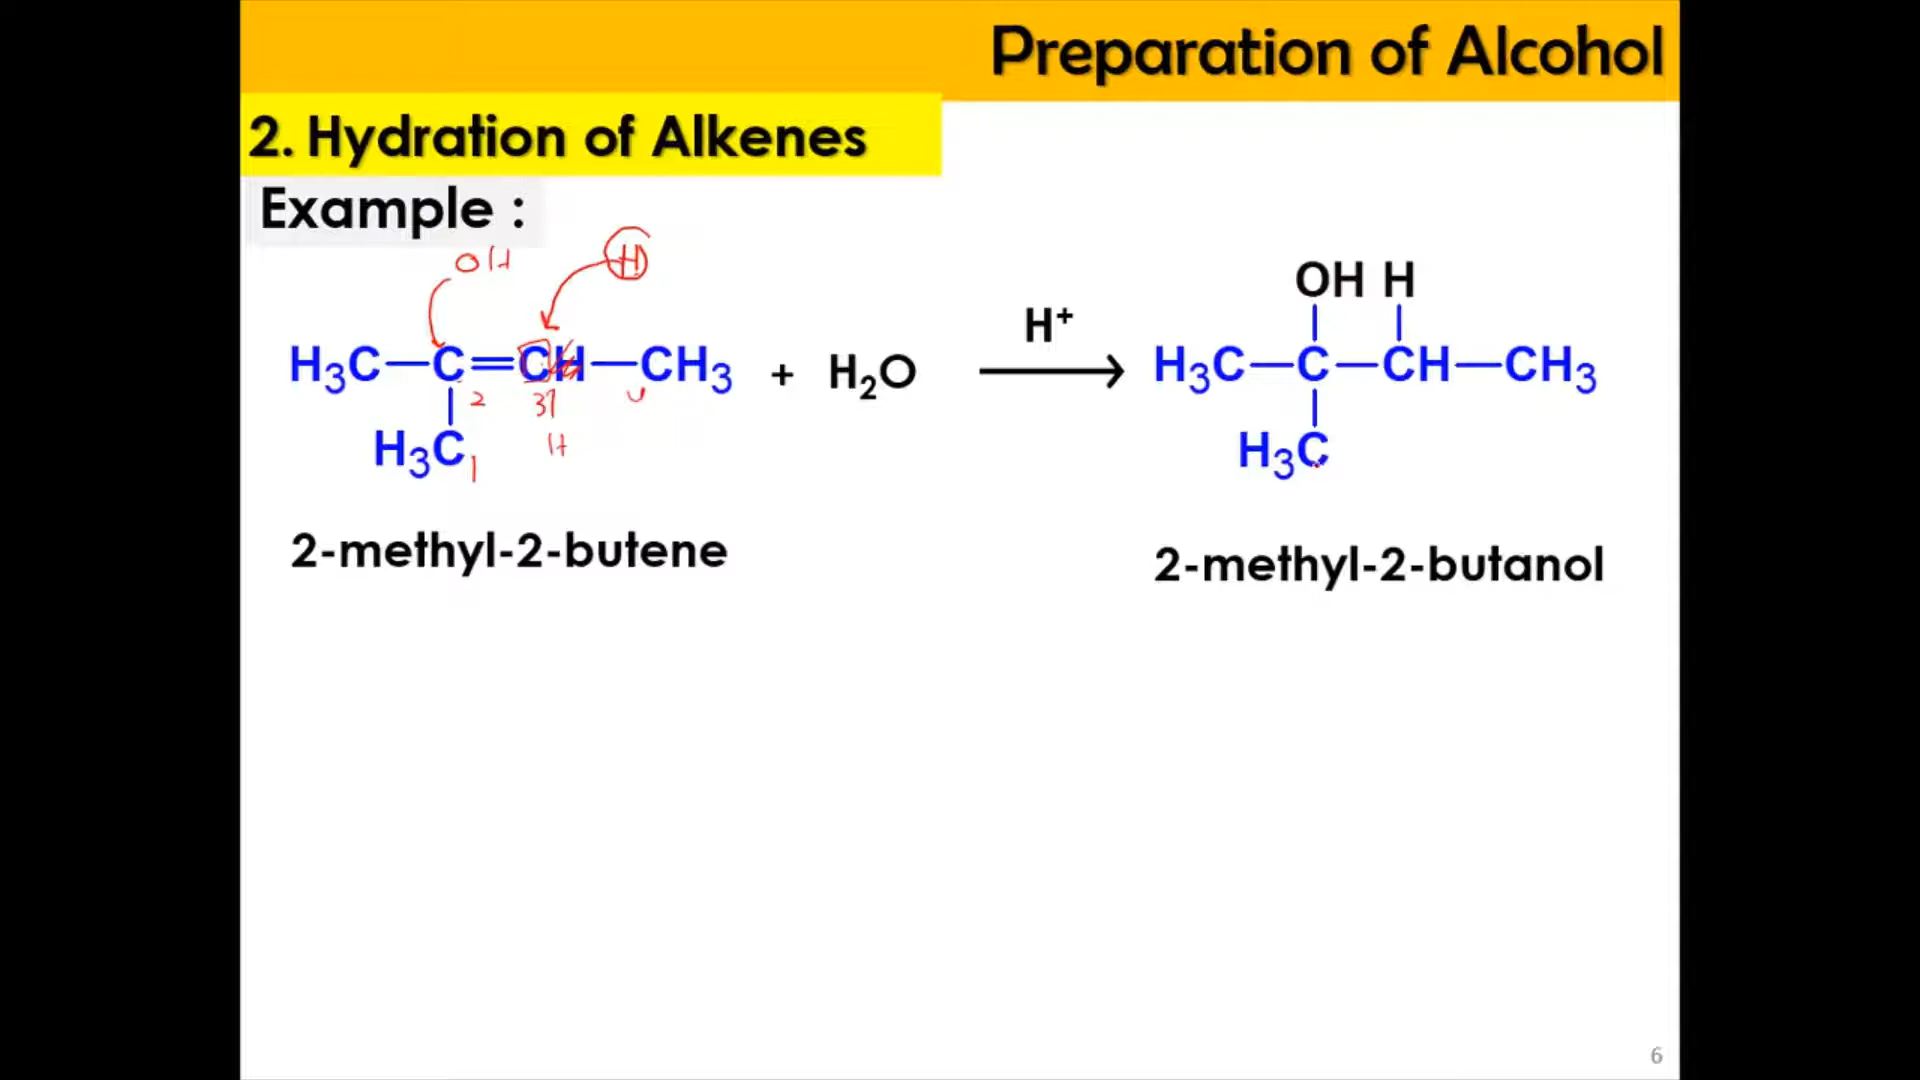 Preparation of Alcohol
2. Hydration of Alkenes
Example :
OH H
H₃C—C=CH—CH₃ + H₂O H⁺ → OH H
H₃C—C—CH—CH₃
2 3
H
H₃C 1
H₃C
2-methyl-2-butene
2-methyl-2-butanol
6